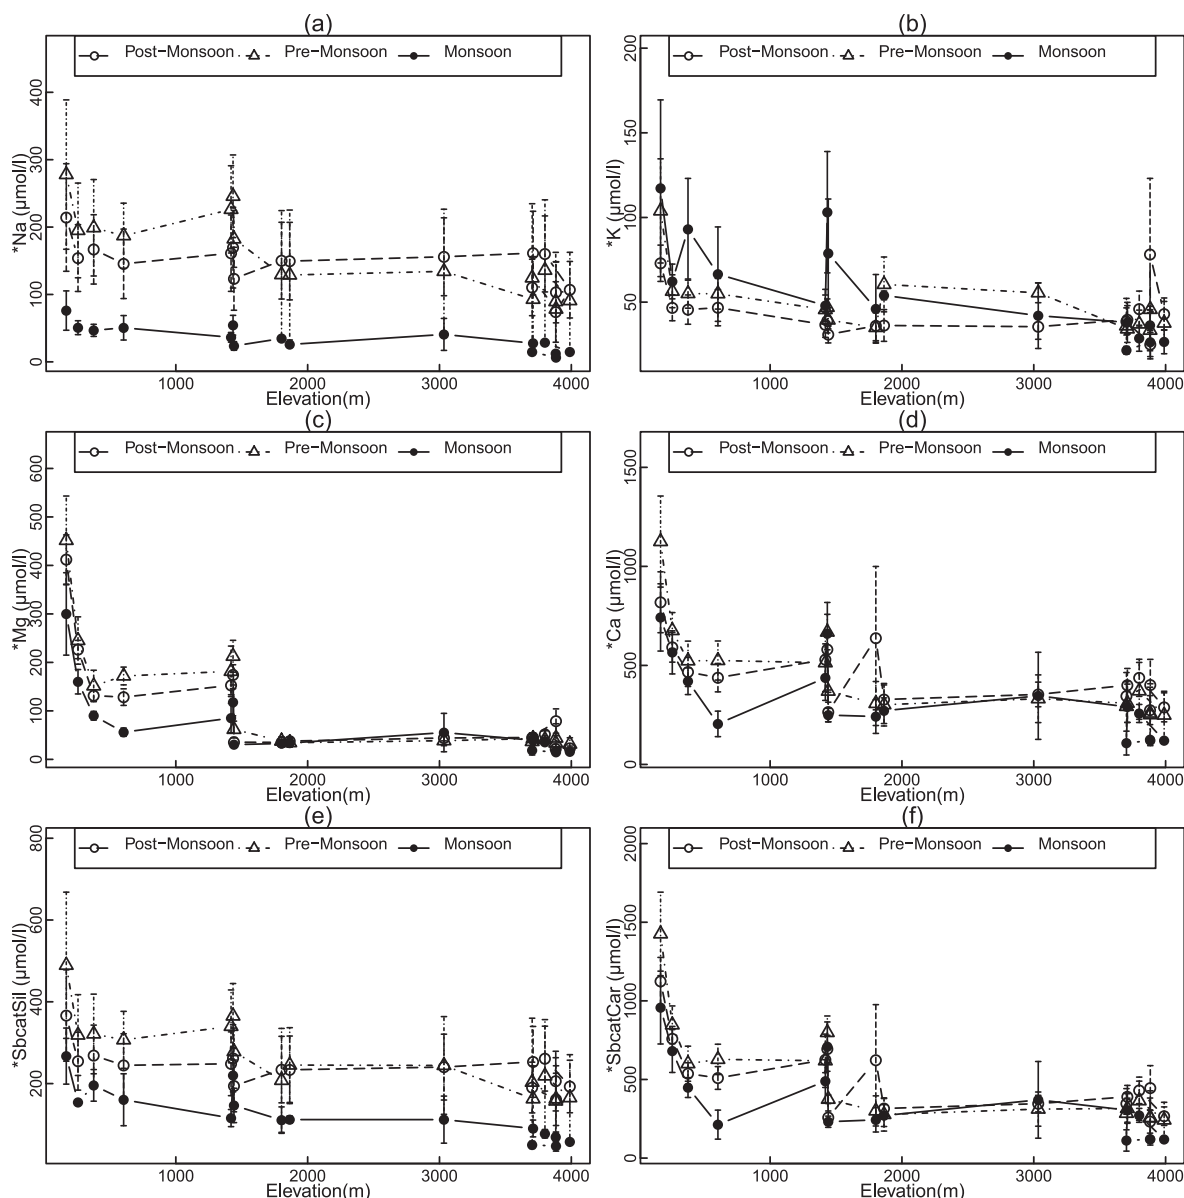 (a)
Post−Monsoon Pre−Monsoon Monsoon
*Na (μmol/l)
0 100 200 300 400
1000 2000 3000 4000
Elevation(m)
(b)
Post−Monsoon Pre−Monsoon Monsoon
*K (μmol/l)
50 100 150 200
1000 2000 3000 4000
Elevation(m)
(c)
Post−Monsoon Pre−Monsoon Monsoon
*Mg (μmol/l)
0 100 200 300 400 500 600
1000 2000 3000 4000
Elevation(m)
(d)
Post−Monsoon Pre−Monsoon Monsoon
*Ca (μmol/l)
0 500 1000 1500
1000 2000 3000 4000
Elevation(m)
(e)
Post−Monsoon Pre−Monsoon Monsoon
*SbcatSil (μmol/l)
200 400 600 800
1000 2000 3000 4000
Elevation(m)
(f)
Post−Monsoon Pre−Monsoon Monsoon
*SbcatCar (μmol/l)
0 500 1000 1500 2000
1000 2000 3000 4000
Elevation(m)